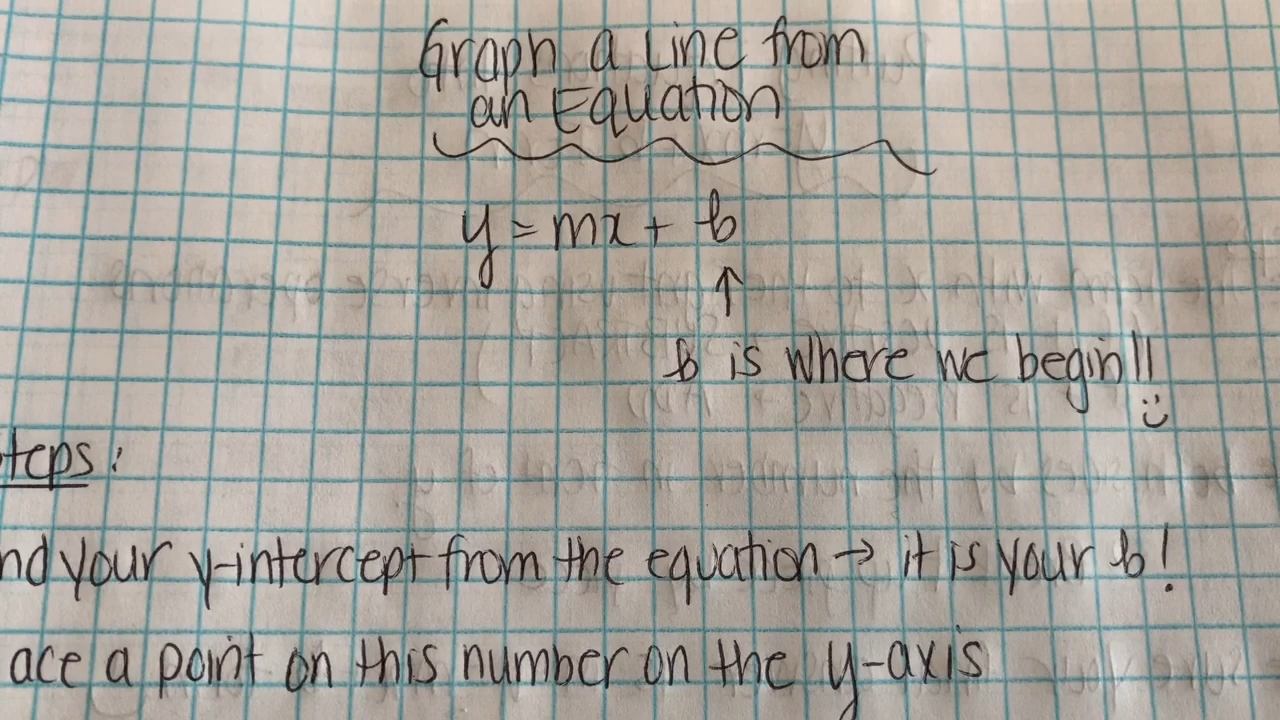 Graph a Line from
an Equation
y = mx + b
↑
b is where we begin!!
teps:
nd your y-intercept from the equation → it is your b!
ace a point on this number on the y-axis